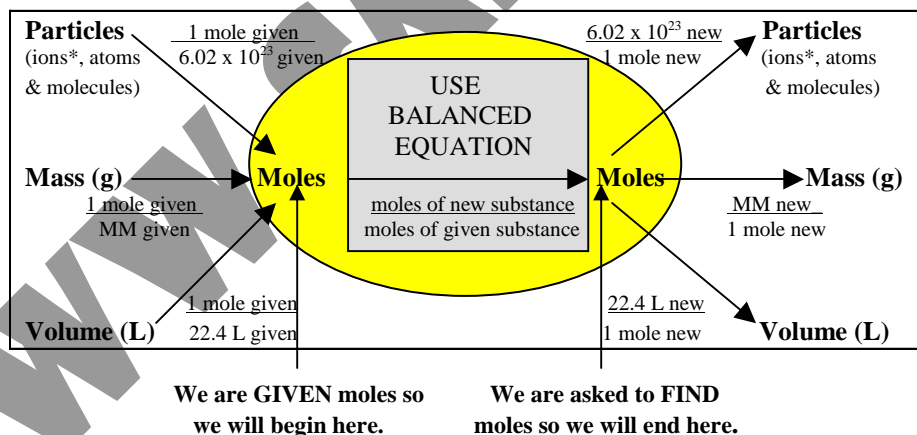 Particles
(ions*, atoms
& molecules)
1 mole given
6.02 x 10²³ given
6.02 x 10²³ new
1 mole new
Particles
(ions*, atoms
& molecules)
USE
BALANCED
EQUATION
Mass (g)
Moles
Moles
Mass (g)
1 mole given
MM given
moles of new substance
moles of given substance
MM new
1 mole new
1 mole given
22.4 L given
22.4 L new
1 mole new
Volume (L)
Volume (L)
We are GIVEN moles so
we will begin here.
We are asked to FIND
moles so we will end here.